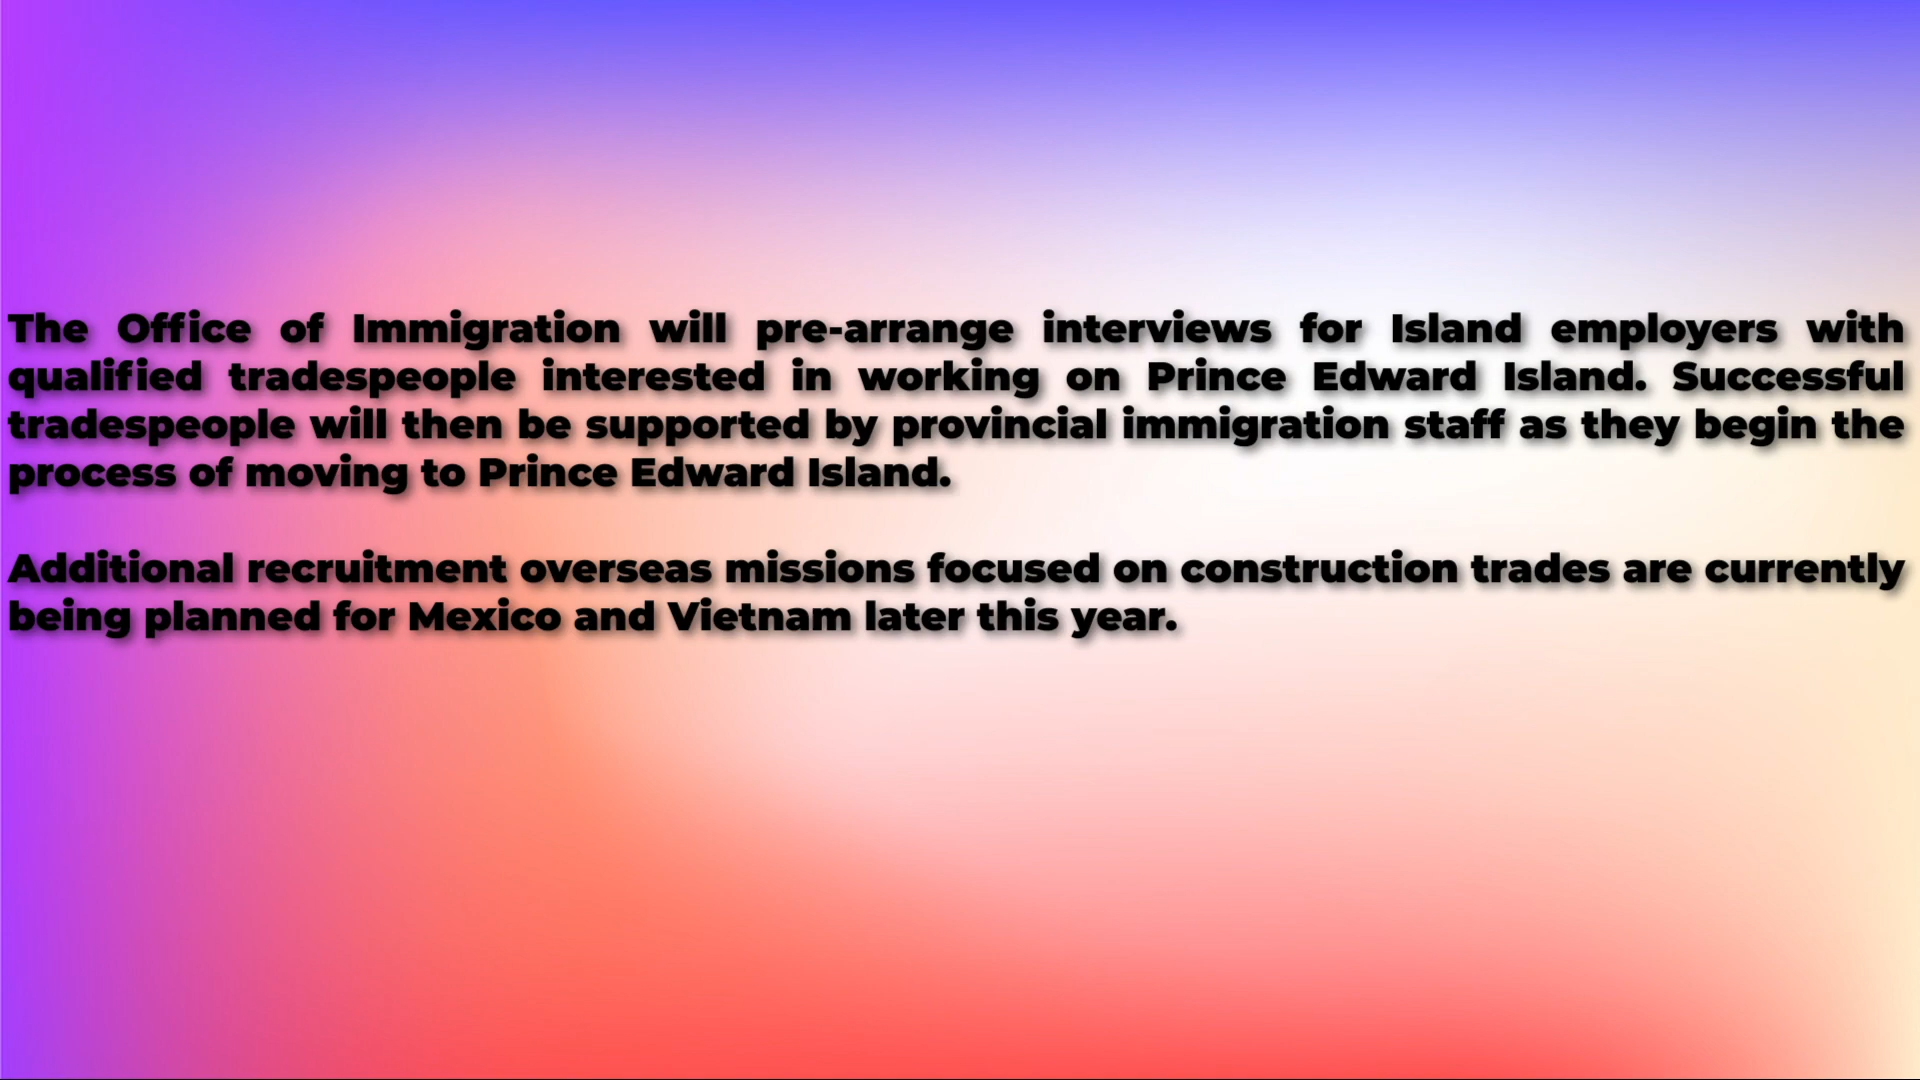 The Office of Immigration will pre-arrange interviews for Island employers with
qualified tradespeople interested in working on Prince Edward Island. Successful
tradespeople will then be supported by provincial immigration staff as they begin the
process of moving to Prince Edward Island.
Additional recruitment overseas missions focused on construction trades are currently
being planned for Mexico and Vietnam later this year.